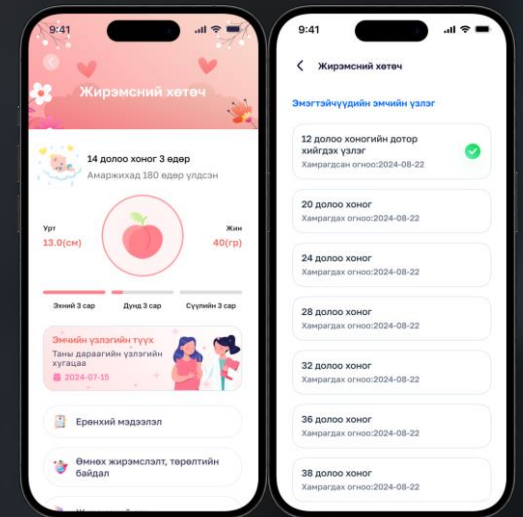 9:41
Жирэмсний хөтөч
14 долоо хоног 3 өдөр
Амаржихад 180 өдөр үлдсэн
Урт
13.0(см)
Жин
40(гр)
Эхний 3 сар
Дунд 3 сар
Сүүлийн 3 сар
Эмчийн үзлэгийн түүх
Таны дараагийн үзлэгийн
хугацаа
2024-07-15
Ерөнхий мэдээлэл
Өмнөх жирэмслэлт, төрөлтийн
байдал
9:41
Жирэмсний хөтөч
Эмэгтэйчүүдийн эмчийн үзлэг
12 долоо хоногийн дотор
хийгдэх үзлэг
Хамрагдсан огноо:2024-08-22
20 долоо хоног
Хамрагдах огноо:2024-08-22
24 долоо хоног
Хамрагдах огноо:2024-08-22
28 долоо хоног
Хамрагдах огноо:2024-08-22
32 долоо хоног
Хамрагдах огноо:2024-08-22
36 долоо хоног
Хамрагдах огноо:2024-08-22
38 долоо хоног
Хамрагдах огноо:2024-08-22